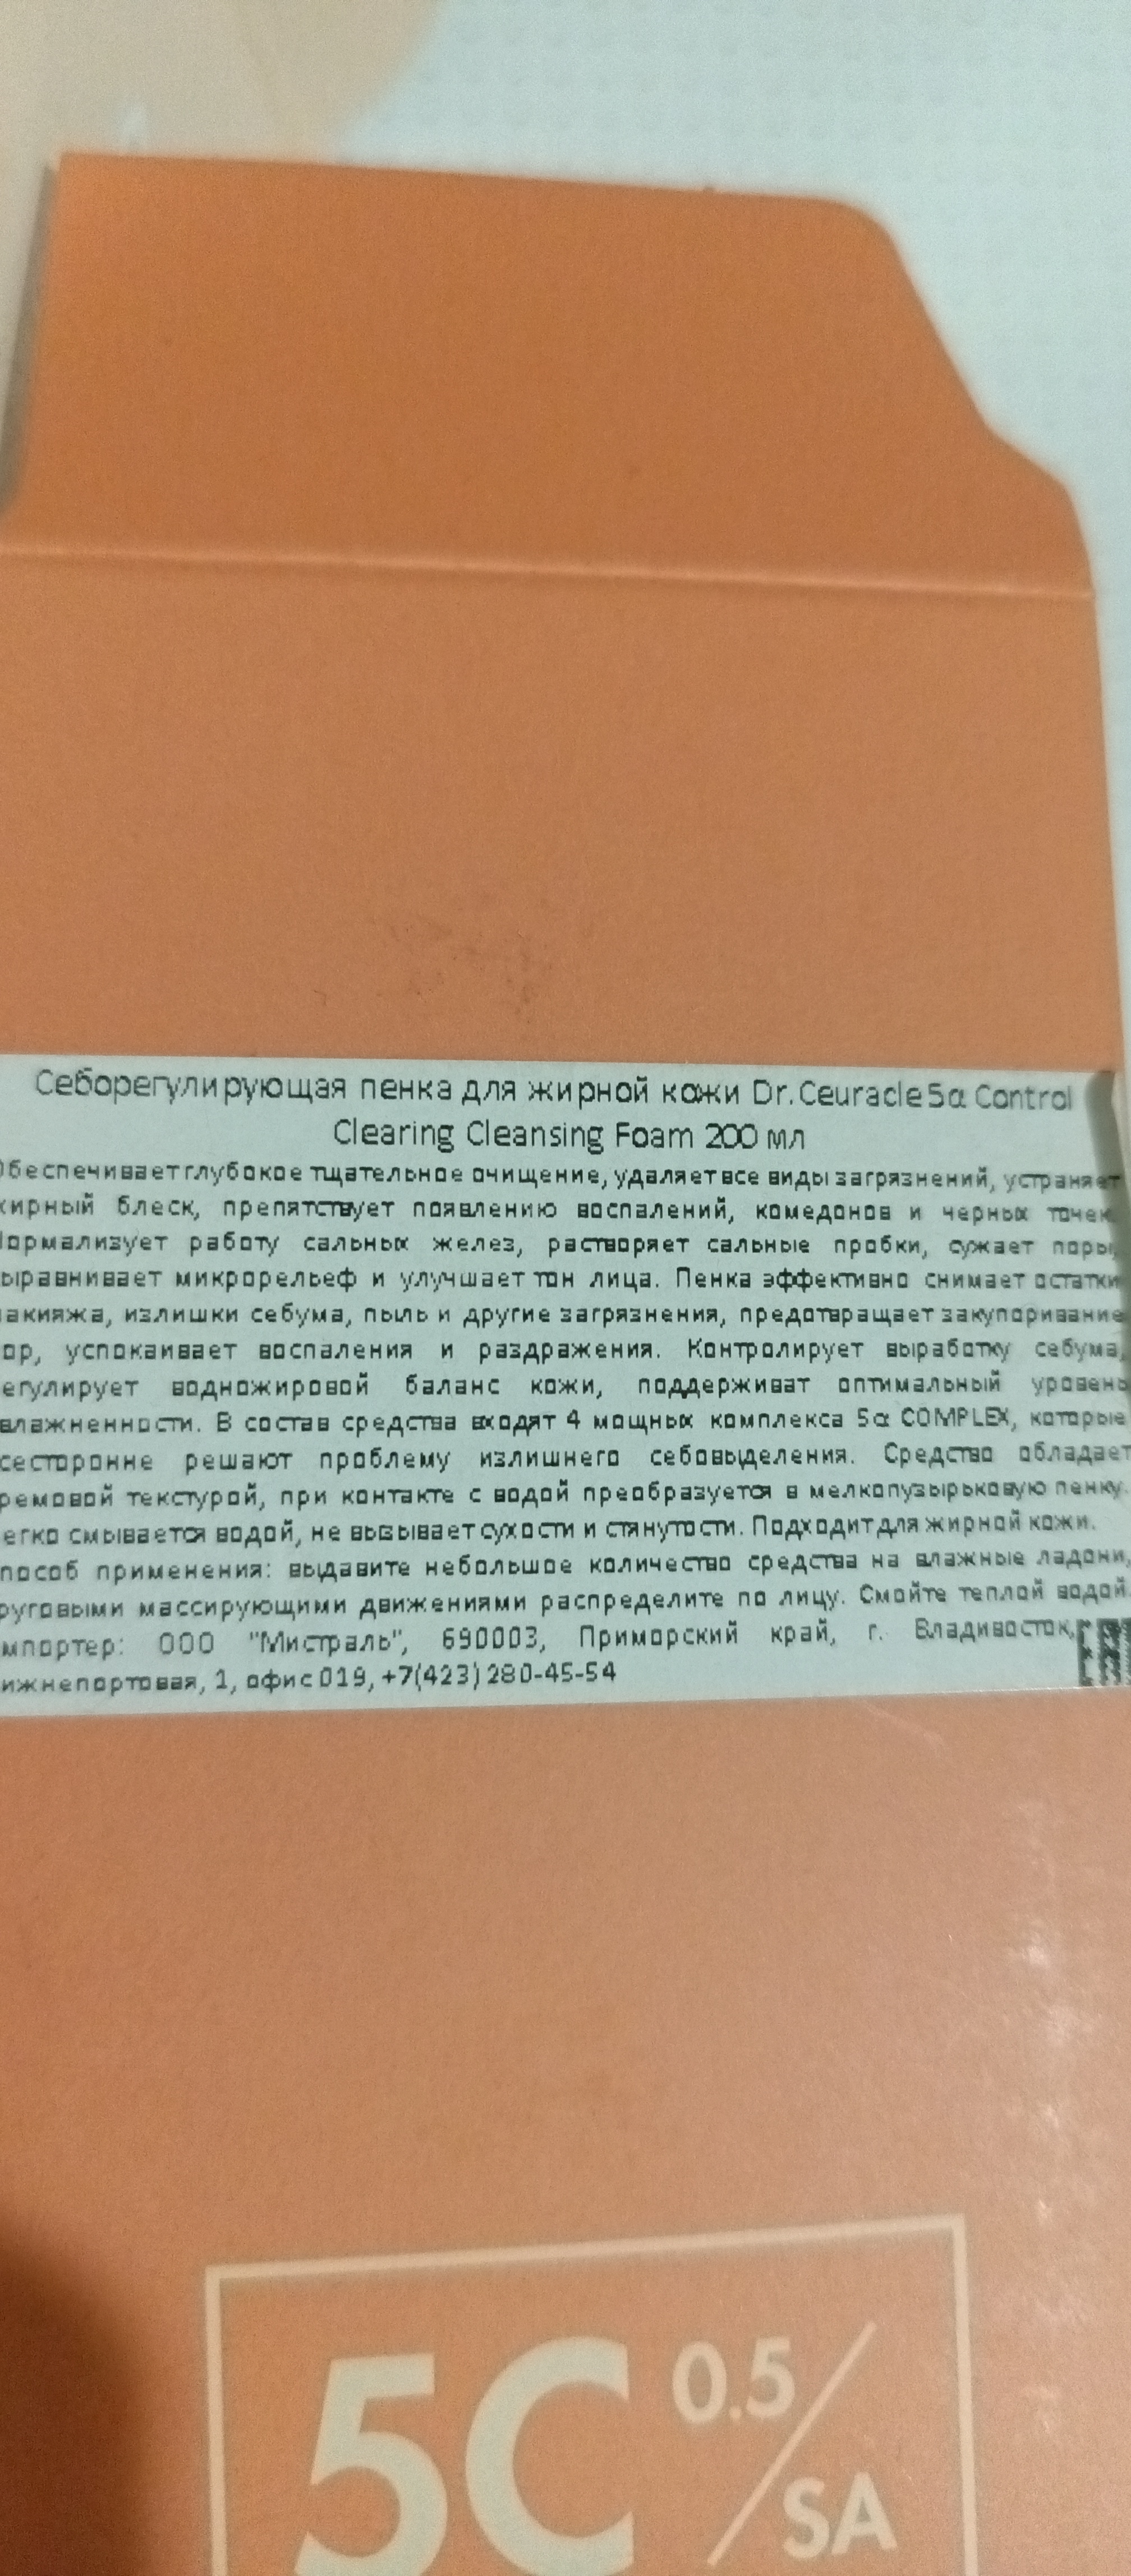 Себорегулирующая пенка для жирной кожи Dr.Ceuracle 5α Control
Clearing Cleansing Foam 200 мл
Обеспечивает глубокое тщательное очищение, удаляет все виды загрязнений, устраняет
жирный блеск, препятствует появлению воспалений, комедонов и черных точек.
Нормализует работу сальных желез, растворяет сальные пробки, сужает поры,
ыравнивает микрорельеф и улучшает тон лица. Пенка эффективно снимает остатки
акияжа, излишки себума, пыль и другие загрязнения, предотвращает закупоривание
ор, успокаивает воспаления и раздражения. Контролирует выработку себума,
егулирует водножировой баланс кожи, поддерживат оптимальный уровень
влажненности. В состав средства входят 4 мощных комплекса 5α COMPLEX, которые
сесторонне решают проблему излишнего себовыделения. Средство обладает
ремовой текстурой, при контакте с водой преобразуется в мелкопузырьковую пенку.
егко смывается водой, не вызывает сухости и стянутости. Подходит для жирной кожи.
пособ применения: выдавите небольшое количество средства на влажные ладони,
руговыми массирующими движениями распределите по лицу. Смойте теплой водой.
мпортер: ООО "Мистраль", 690003, Приморский край, г. Владивосток,
ижнепортовая, 1, офис 019, +7(423) 280-45-54
5C 0.5/SA